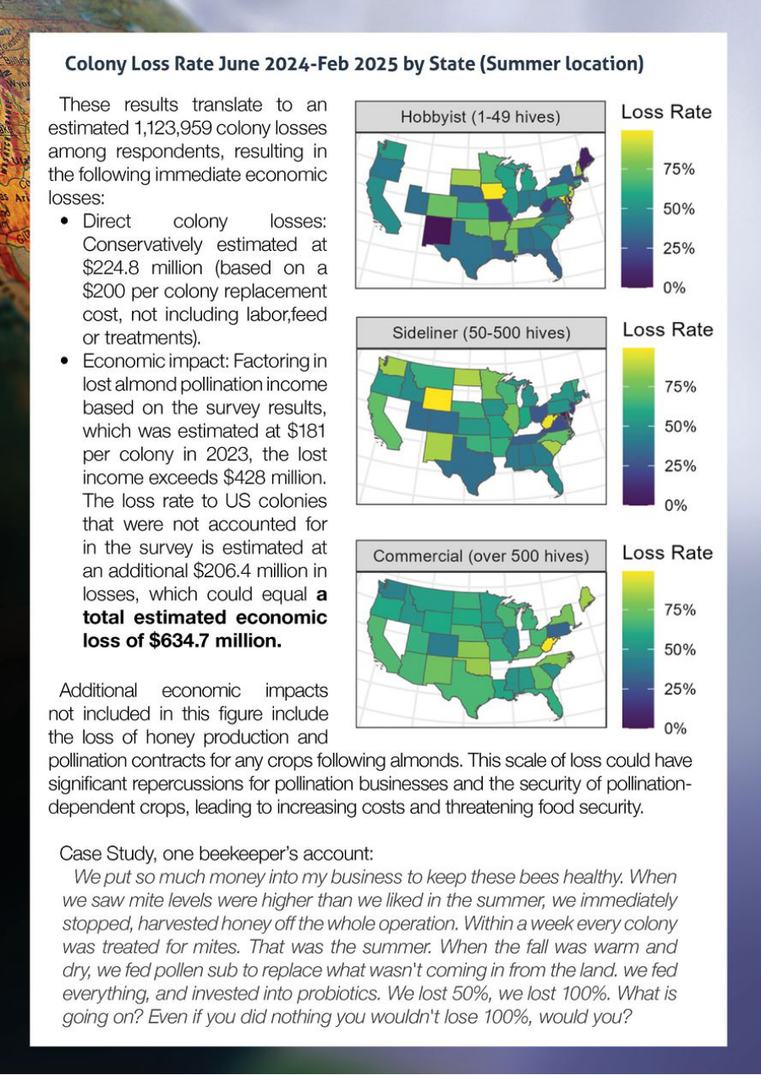 Colony Loss Rate June 2024-Feb 2025 by State (Summer location)
These results translate to an
estimated 1,123,959 colony losses
among respondents, resulting in
the following immediate economic
losses:
• Direct colony losses:
Conservatively estimated at
$224.8 million (based on a
$200 per colony replacement
cost, not including labor,feed
or treatments).
• Economic impact: Factoring in
lost almond pollination income
based on the survey results,
which was estimated at $181
per colony in 2023, the lost
income exceeds $428 million.
The loss rate to US colonies
that were not accounted for
in the survey is estimated at
an additional $206.4 million in
losses, which could equal a
total estimated economic
loss of $634.7 million.
Hobbyist (1-49 hives)
Loss Rate
75%
50%
25%
0%
Sideliner (50-500 hives)
Loss Rate
75%
50%
25%
0%
Commercial (over 500 hives)
Loss Rate
75%
50%
25%
0%
Additional economic impacts
not included in this figure include
the loss of honey production and
pollination contracts for any crops following almonds. This scale of loss could have
significant repercussions for pollination businesses and the security of pollination-
dependent crops, leading to increasing costs and threatening food security.
Case Study, one beekeeper's account:
We put so much money into my business to keep these bees healthy. When
we saw mite levels were higher than we liked in the summer, we immediately
stopped, harvested honey off the whole operation. Within a week every colony
was treated for mites. That was the summer. When the fall was warm and
dry, we fed pollen sub to replace what wasn't coming in from the land. we fed
everything, and invested into probiotics. We lost 50%, we lost 100%. What is
going on? Even if you did nothing you wouldn't lose 100%, would you?